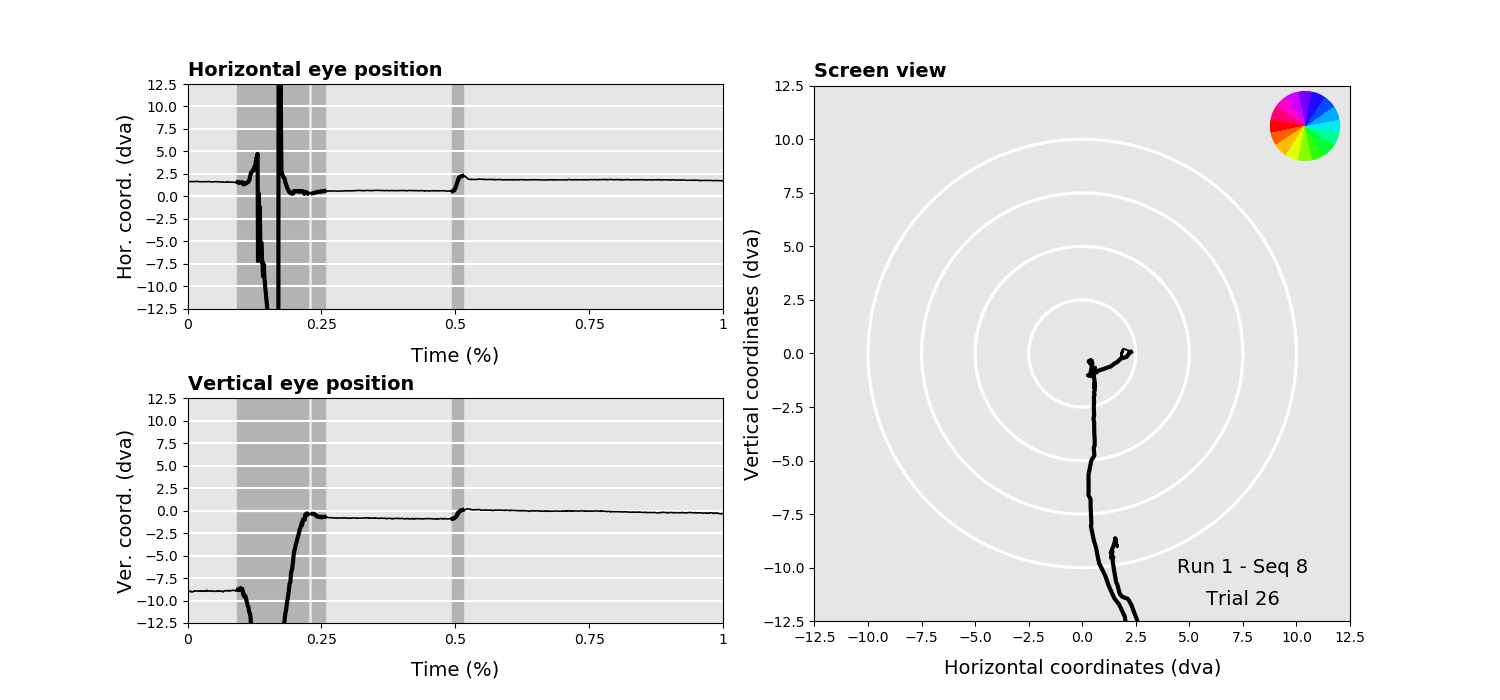 Horizontal eye position
12.5
10.0
7.5
5.0
2.5
0.0
−2.5
−5.0
−7.5
−10.0
−12.5
Hor. coord. (dva)
0 0.25 0.5 0.75 1
Time (%)
Vertical eye position
12.5
10.0
7.5
5.0
2.5
0.0
−2.5
−5.0
−7.5
−10.0
−12.5
Ver. coord. (dva)
0 0.25 0.5 0.75 1
Time (%)
Screen view
12.5
10.0
7.5
5.0
2.5
0.0
−2.5
−5.0
−7.5
−10.0
−12.5
Vertical coordinates (dva)
Run 1 - Seq 8
Trial 26
−12.5 −10.0 −7.5 −5.0 −2.5 0.0 2.5 5.0 7.5 10.0 12.5
Horizontal coordinates (dva)